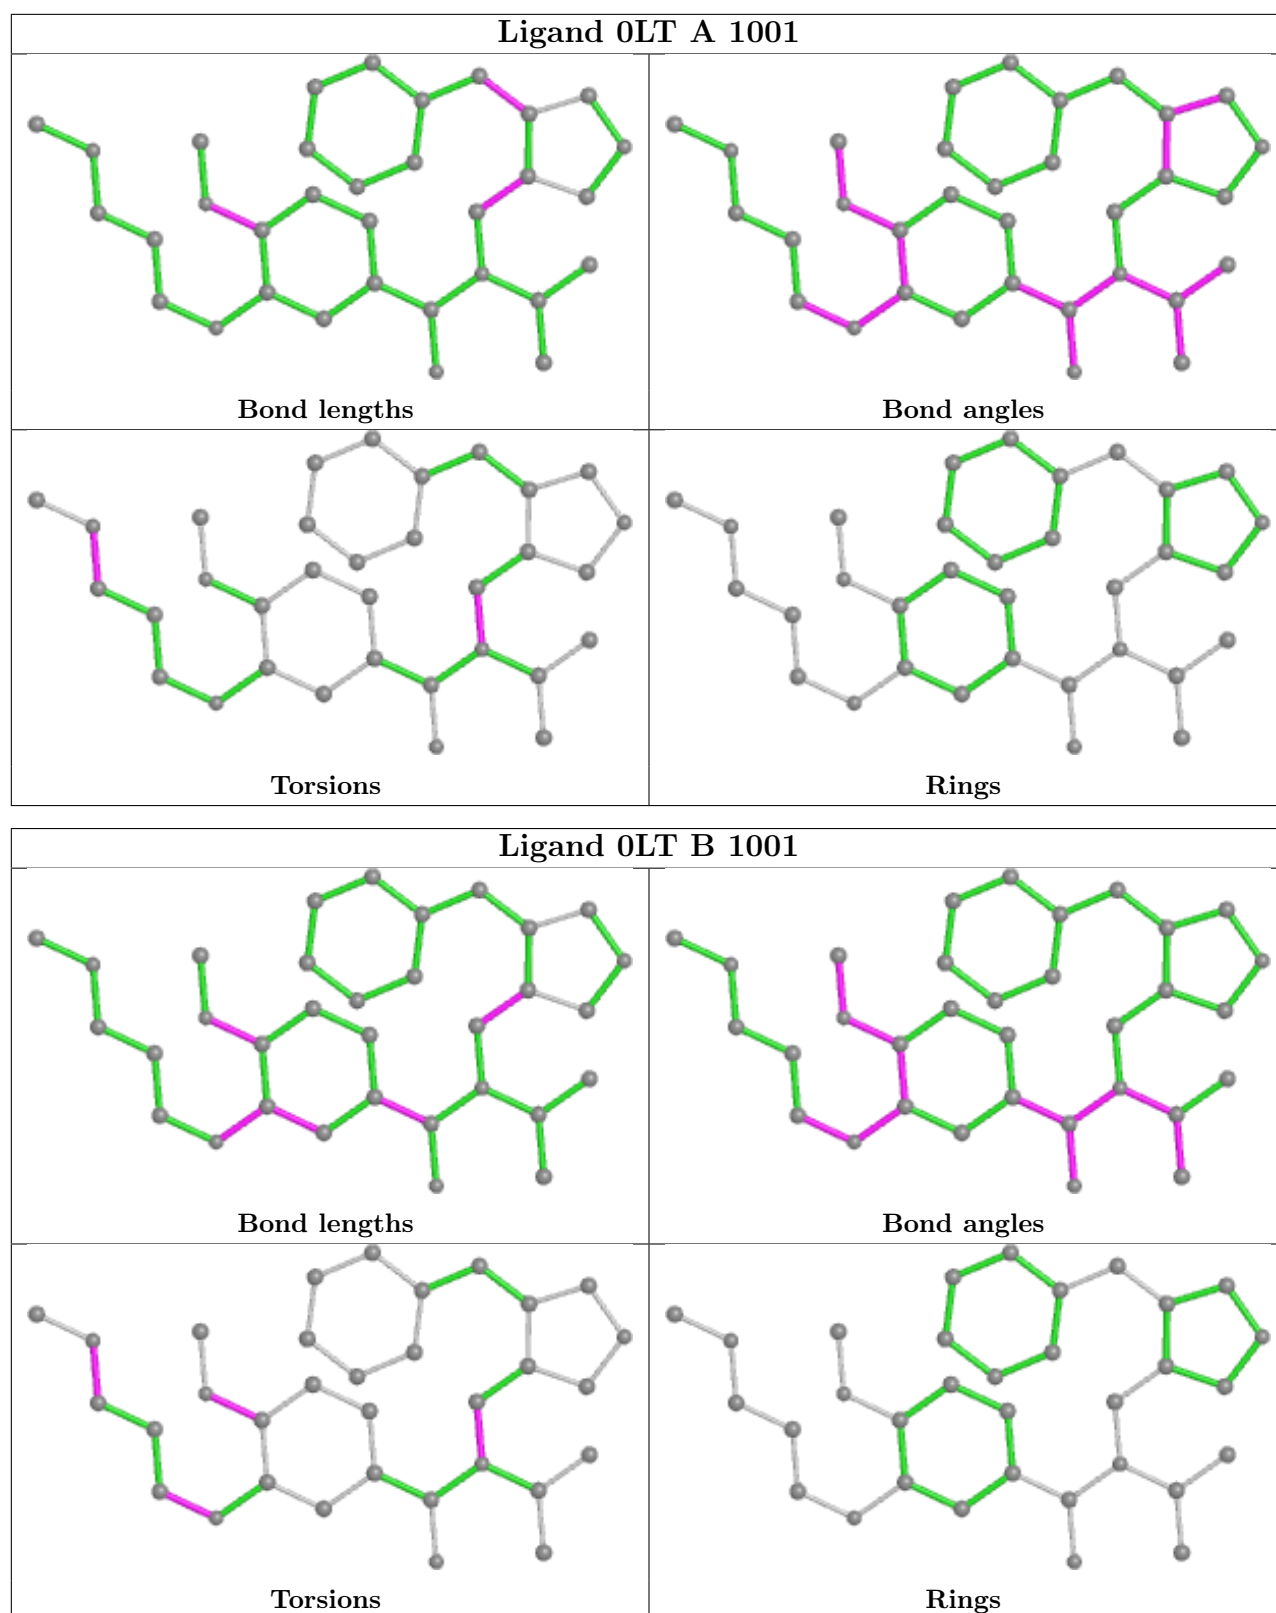 Ligand 0LT A 1001
Bond lengths
Bond angles
Torsions
Rings
Ligand 0LT B 1001
Bond lengths
Bond angles
Torsions
Rings